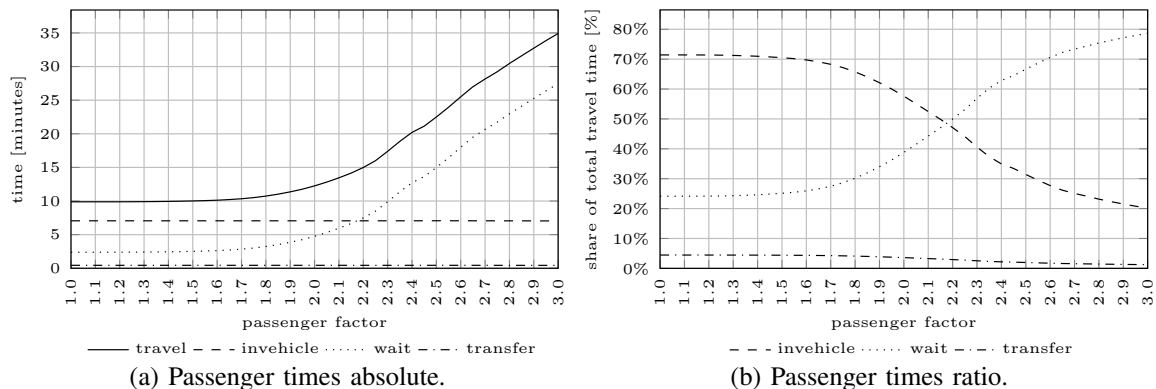 35
30
25
20
15
10
5
0
time [minutes]
1.0 1.1 1.2 1.3 1.4 1.5 1.6 1.7 1.8 1.9 2.0 2.1 2.2 2.3 2.4 2.5 2.6 2.7 2.8 2.9 3.0
passenger factor
travel invehicle wait transfer
(a) Passenger times absolute.
80%
70%
60%
50%
40%
30%
20%
10%
0%
share of total travel time [%]
1.0 1.1 1.2 1.3 1.4 1.5 1.6 1.7 1.8 1.9 2.0 2.1 2.2 2.3 2.4 2.5 2.6 2.7 2.8 2.9 3.0
passenger factor
invehicle wait transfer
(b) Passenger times ratio.